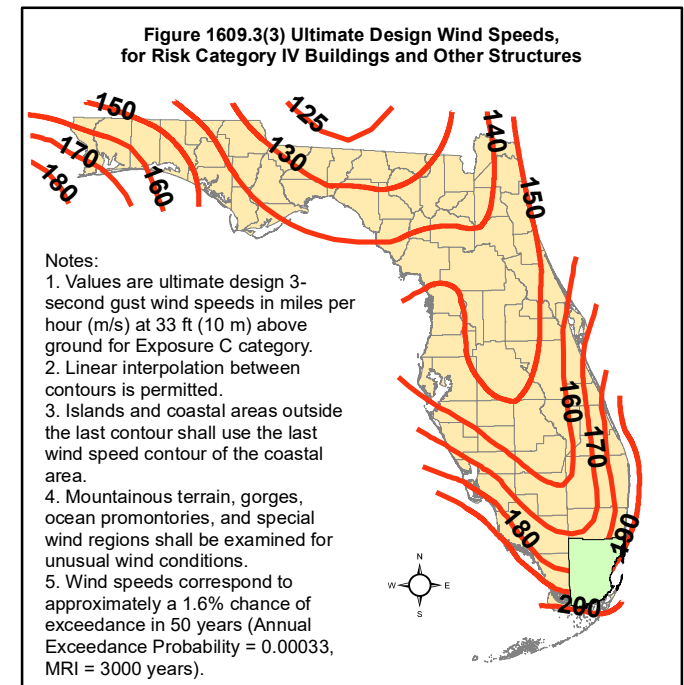 Figure 1609.3(3) Ultimate Design Wind Speeds,
for Risk Category IV Buildings and Other Structures
150
125
140
170
130
180
160
150
Notes:
1. Values are ultimate design 3-
second gust wind speeds in miles per
hour (m/s) at 33 ft (10 m) above
ground for Exposure C category.
2. Linear interpolation between
contours is permitted.
3. Islands and coastal areas outside
the last contour shall use the last
wind speed contour of the coastal
area.
4. Mountainous terrain, gorges,
ocean promontories, and special
wind regions shall be examined for
unusual wind conditions.
5. Wind speeds correspond to
approximately a 1.6% chance of
exceedance in 50 years (Annual
Exceedance Probability = 0.00033,
MRI = 3000 years).
160
170
180
190
200
N
W E
S